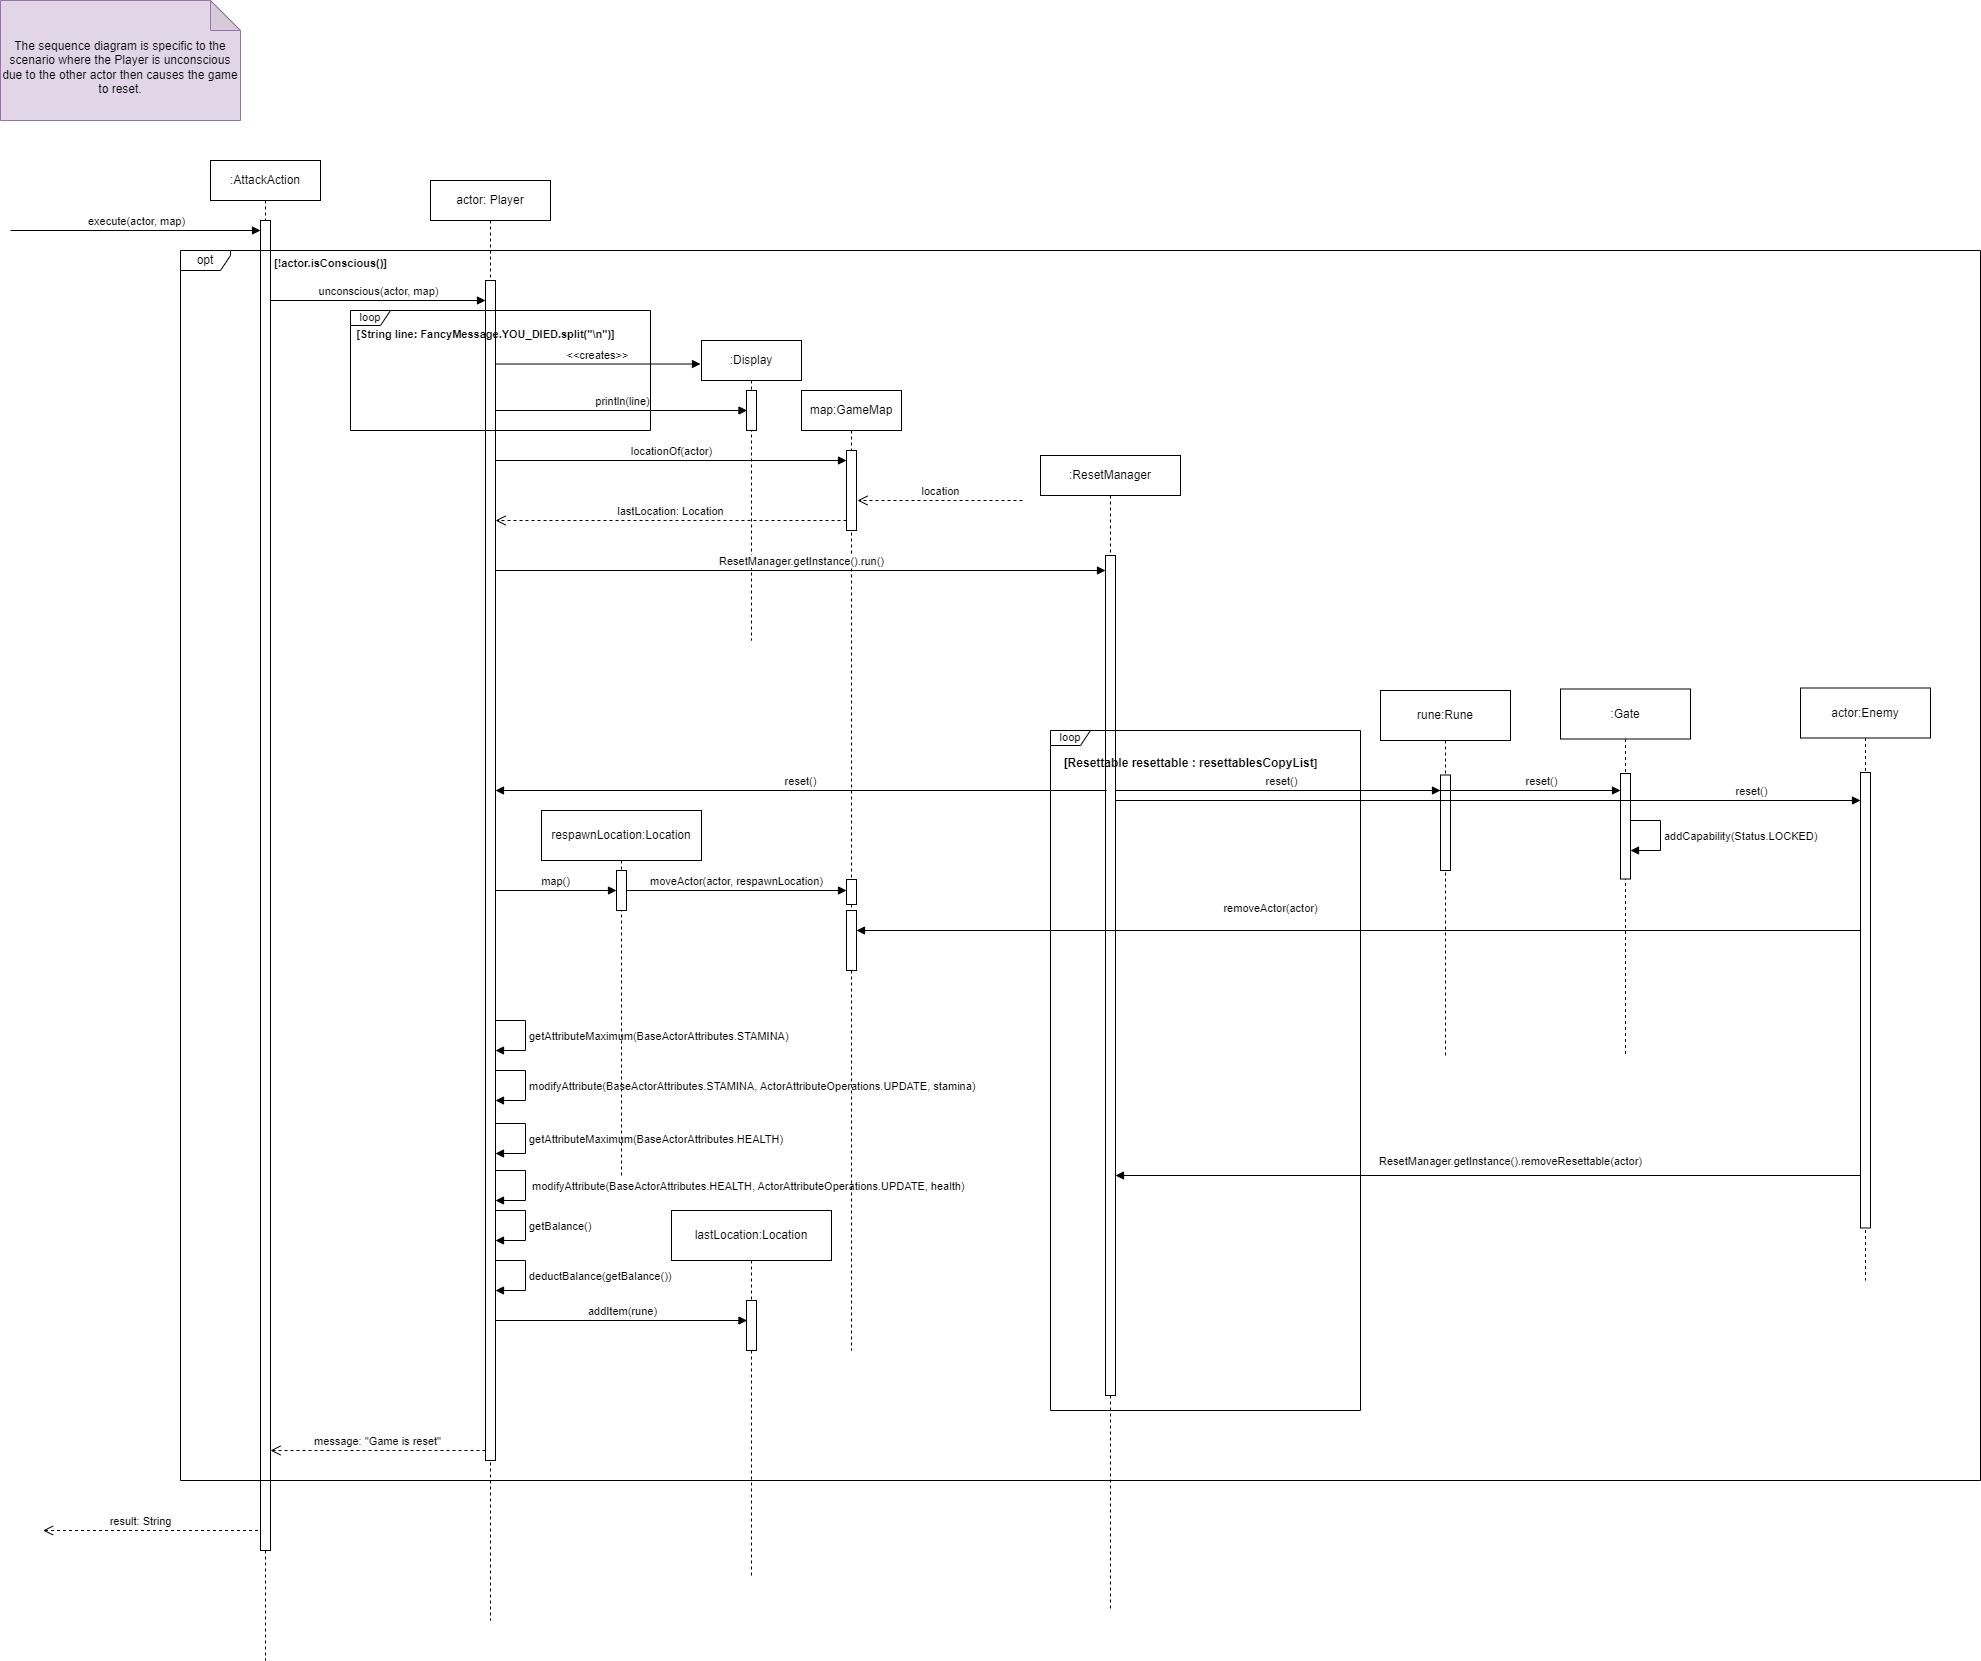 The sequence diagram is specific to the
scenario where the Player is unconscious
due to the other actor then causes the game
to reset.
:AttackAction
actor: Player
execute(actor, map)
opt
[!actor.isConscious()]
unconscious(actor, map)
loop
[String line: FancyMessage.YOU_DIED.split("\n")]
<<creates>>
:Display
println(line)
map:GameMap
locationOf(actor)
:ResetManager
location
lastLocation: Location
ResetManager.getInstance().run()
rune:Rune
:Gate
actor:Enemy
loop
[Resettable resettable : resettablesCopyList]
reset()
reset()
reset()
reset()
respawnLocation:Location
addCapability(Status.LOCKED)
map()
moveActor(actor, respawnLocation)
removeActor(actor)
getAttributeMaximum(BaseActorAttributes.STAMINA)
modifyAttribute(BaseActorAttributes.STAMINA, ActorAttributeOperations.UPDATE, stamina)
getAttributeMaximum(BaseActorAttributes.HEALTH)
ResetManager.getInstance().removeResettable(actor)
modifyAttribute(BaseActorAttributes.HEALTH, ActorAttributeOperations.UPDATE, health)
getBalance()
lastLocation:Location
deductBalance(getBalance())
addItem(rune)
message: "Game is reset"
result: String